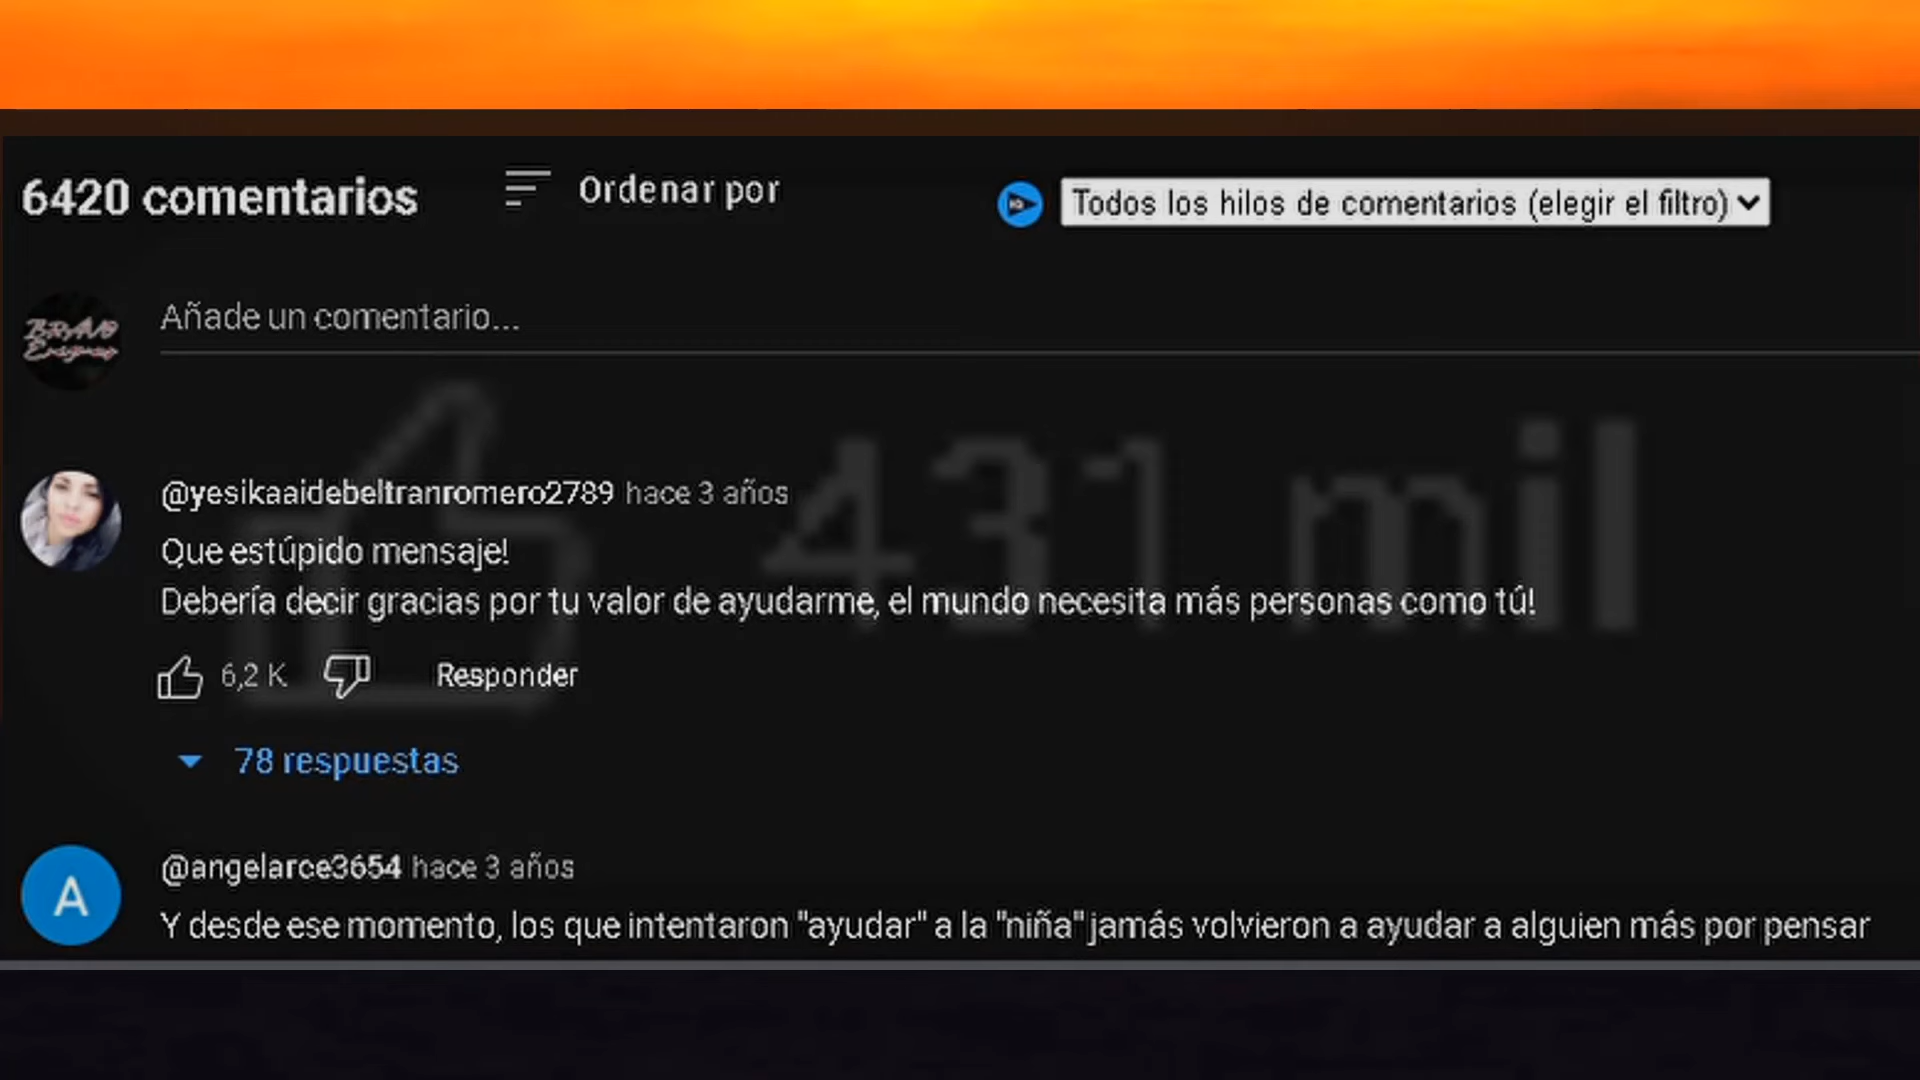 6420 comentarios
Ordenar por
Todos los hilos de comentarios (elegir el filtro)
BRAVO
Añade un comentario...
431 mil
@yesikaaidebeltranromero2789 hace 3 años
Que estúpido mensaje!
Debería decir gracias por tu valor de ayudarme, el mundo necesita más personas como tú!
6,2 K
Responder
78 respuestas
A
@angelarce3654 hace 3 años
Y desde ese momento, los que intentaron "ayudar" a la "niña" jamás volvieron a ayudar a alguien más por pensar